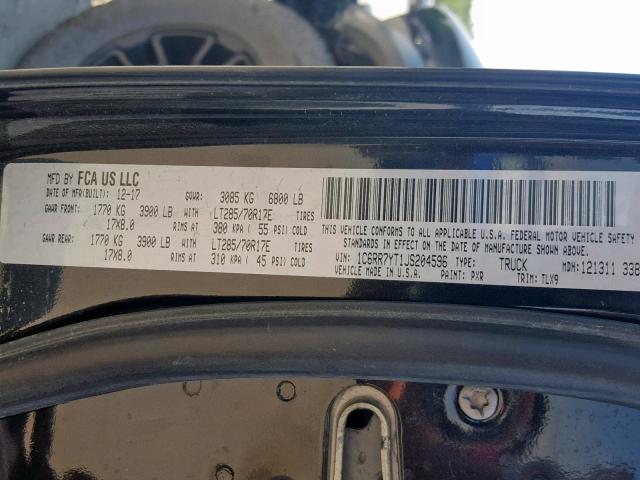 MFD BY FCA US LLC
DATE OF MFR(BUILT): 12-17 GVWR: 3085 KG 6800 LB
GAWR FRONT: 1770 KG 3900 LB WITH LT285/70R17E TIRES
17X8.0 RIMS AT 380 KPA ( 55 PSI) COLD
GAWR REAR: 1770 KG 3900 LB WITH LT285/70R17E TIRES
17X8.0 RIMS AT 310 KPA ( 45 PSI) COLD
THIS VEHICLE CONFORMS TO ALL APPLICABLE U.S.A. FEDERAL MOTOR VEHICLE SAFETY
STANDARDS IN EFFECT ON THE DATE OF MANUFACTURE SHOWN ABOVE.
VIN: 1C6RR7YT1JS204596 TYPE: TRUCK MDH: 121311 338
VEHICLE MADE IN U.S.A. PAINT: PXR TRIM: TLX9